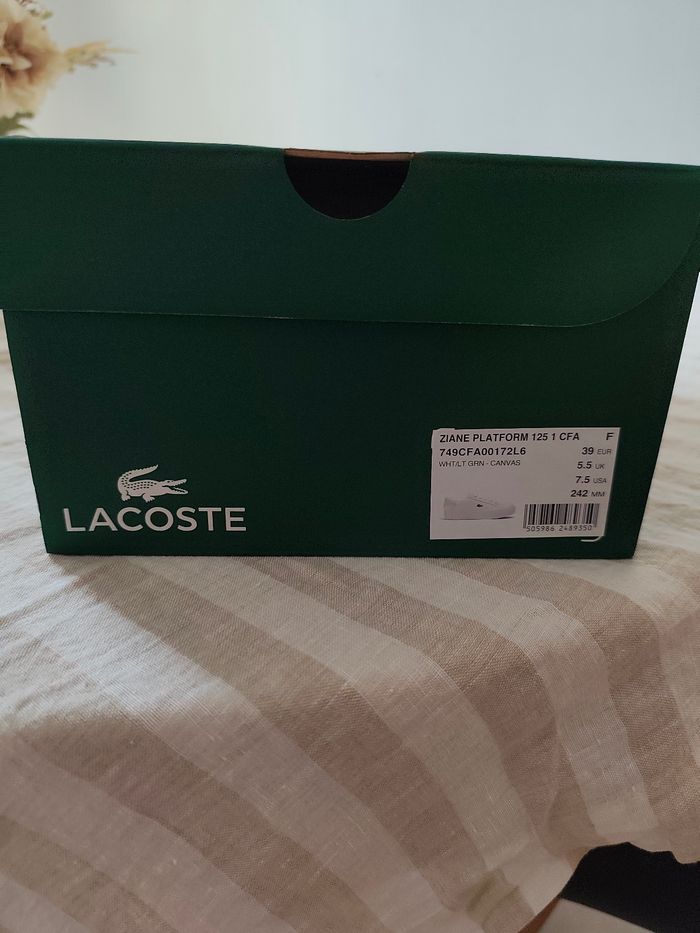 ZIANE PLATFORM 125 1 CFA F
749CFA00172L6 39 EUR
WHT/LT GRN - CANVAS 5.5 UK
7.5 USA
242 MM
5059862489350
LACOSTE